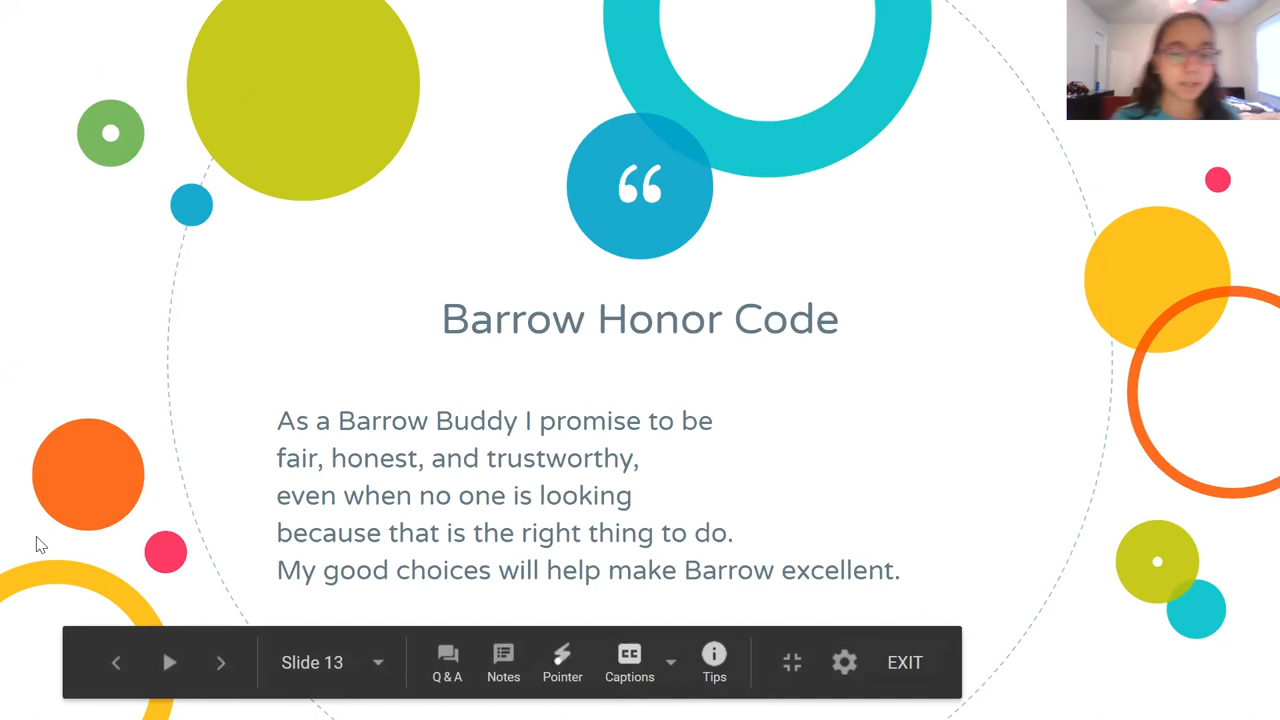 “
Barrow Honor Code
As a Barrow Buddy I promise to be
fair, honest, and trustworthy,
even when no one is looking
because that is the right thing to do.
My good choices will help make Barrow excellent.
Slide 13
Q & A
Notes
Pointer
Captions
Tips
EXIT